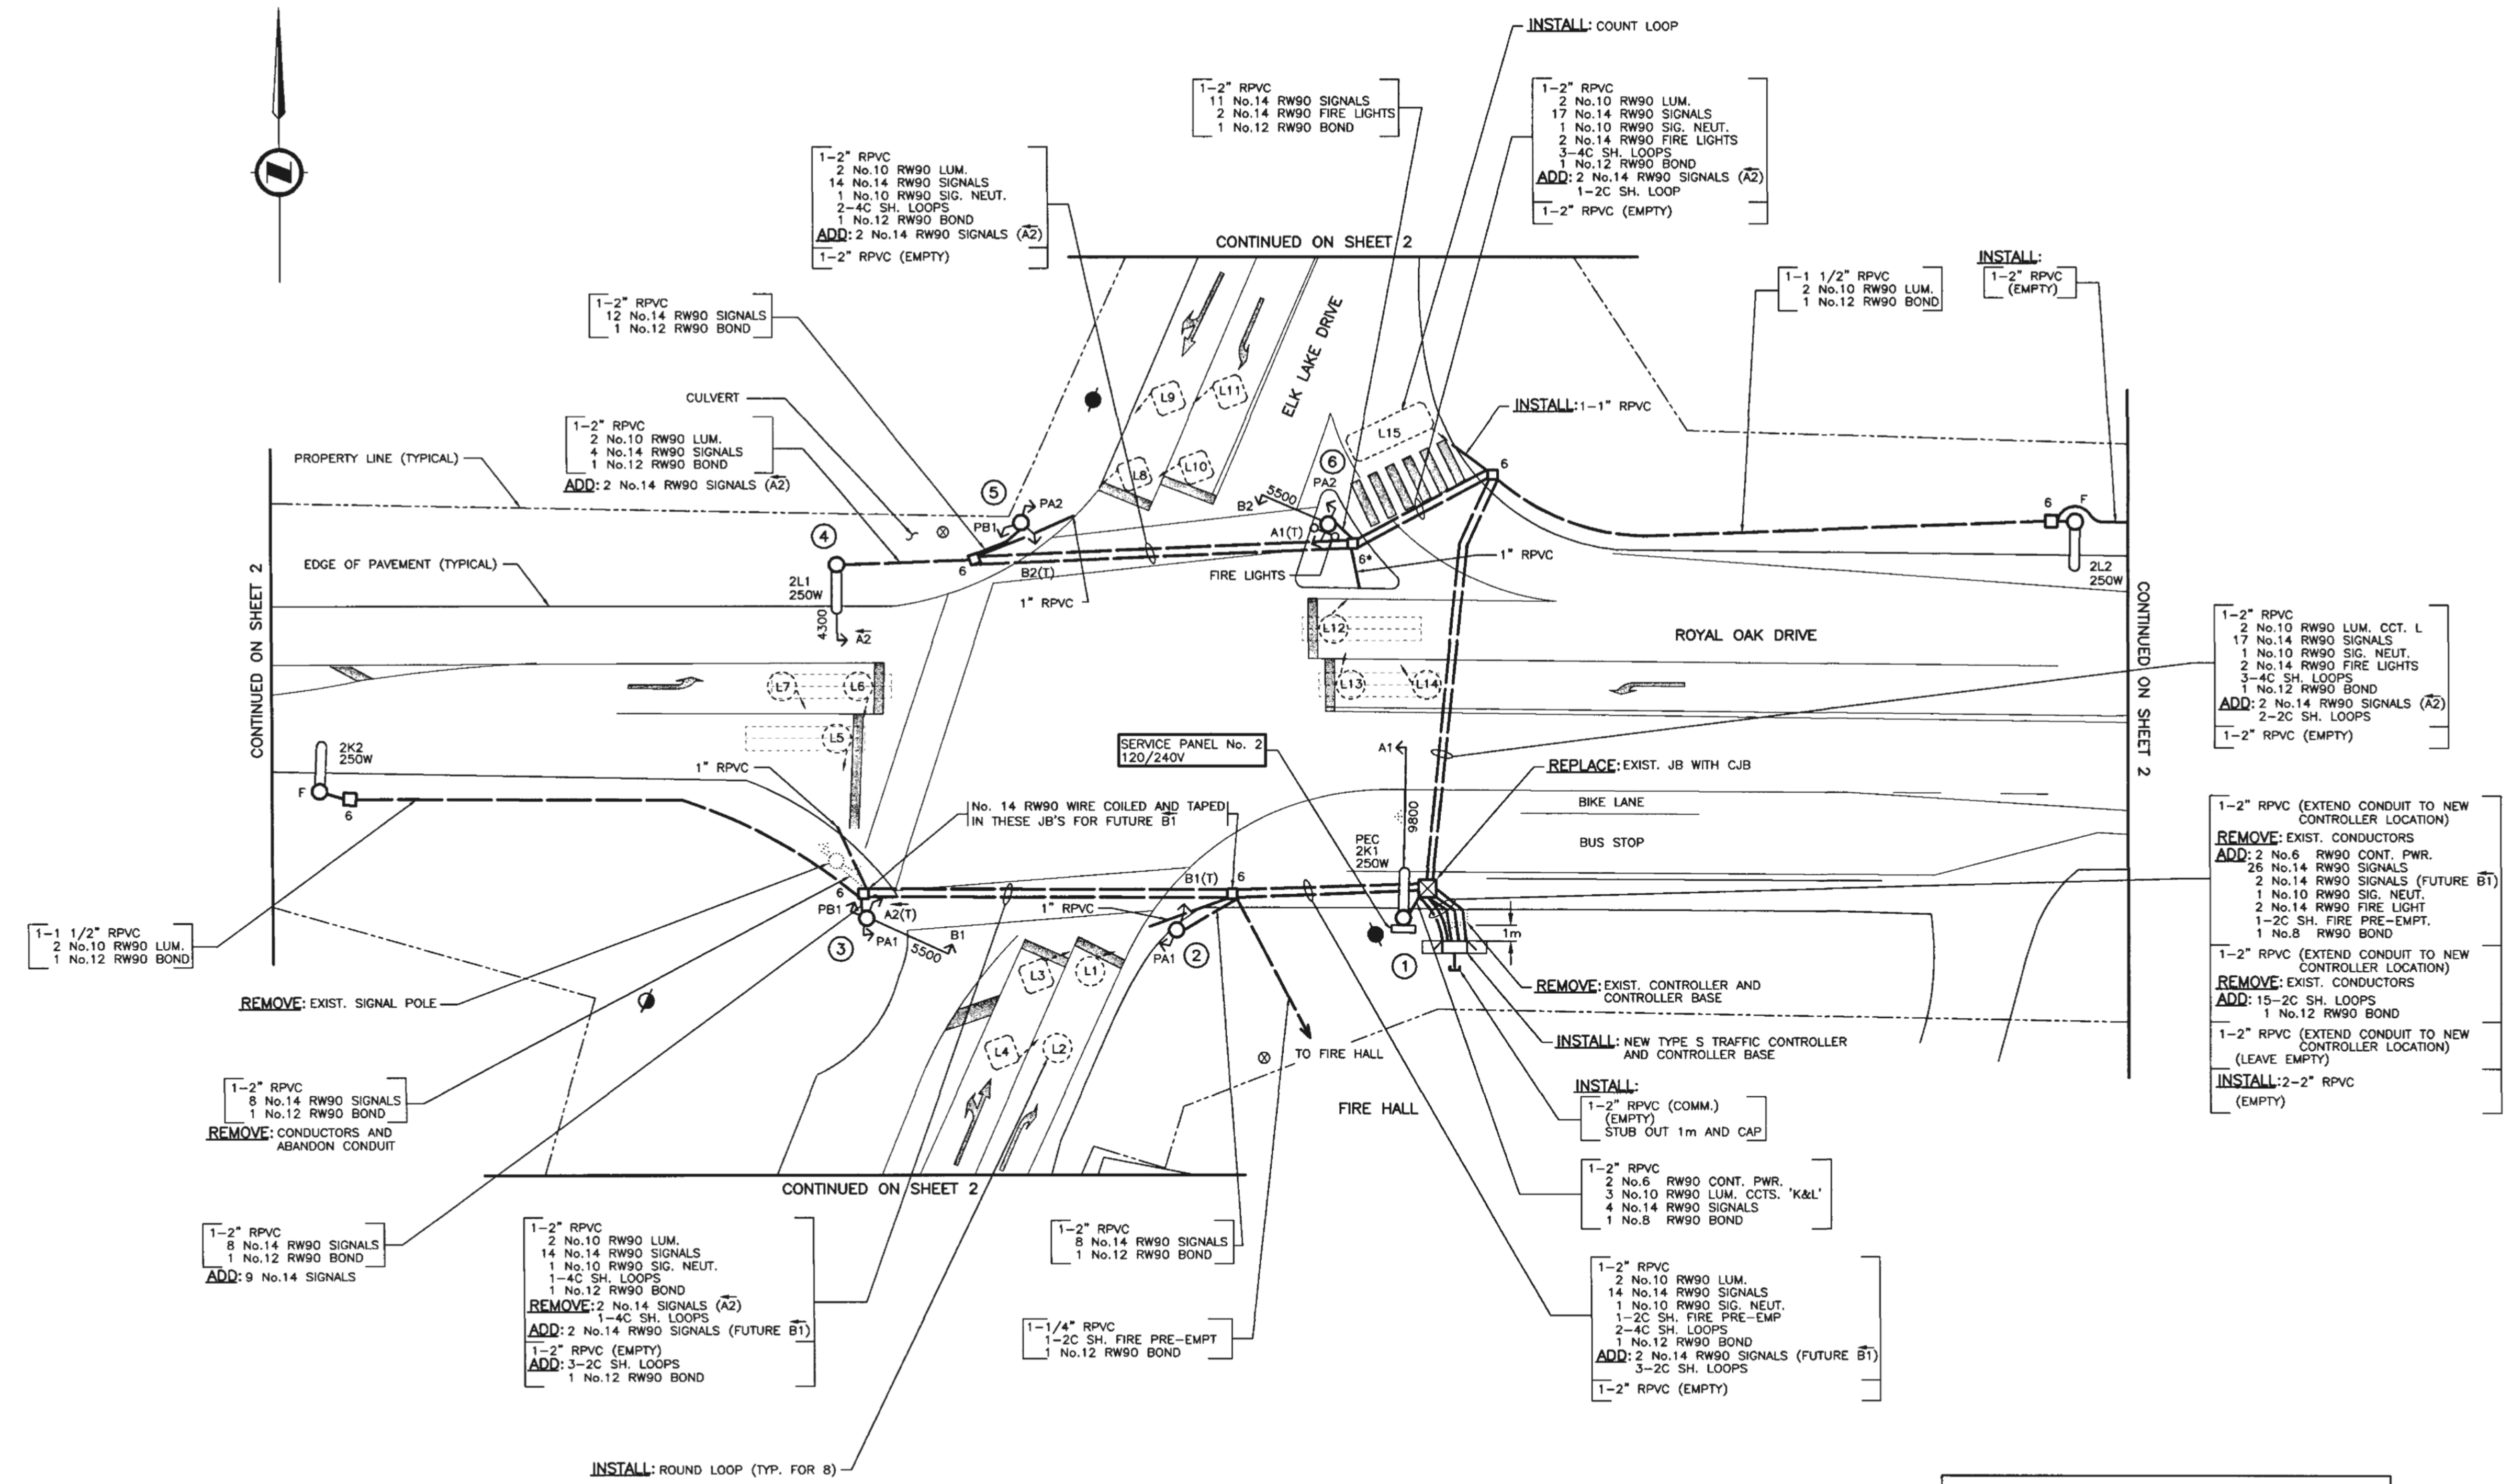 INSTALL: COUNT LOOP
1-2" RPVC
11 No.14 RW90 SIGNALS
2 No.14 RW90 FIRE LIGHTS
1 No.12 RW90 BOND
1-2" RPVC
2 No.10 RW90 LUM.
17 No.14 RW90 SIGNALS
1 No.10 RW90 SIG. NEUT.
2 No.14 RW90 FIRE LIGHTS
3-4C SH. LOOPS
1 No.12 RW90 BOND
ADD: 2 No.14 RW90 SIGNALS (A2)
1-2C SH. LOOP
1-2" RPVC (EMPTY)
1-2" RPVC
2 No.10 RW90 LUM.
14 No.14 RW90 SIGNALS
1 No.10 RW90 SIG. NEUT.
2-4C SH. LOOPS
1 No.12 RW90 BOND
ADD: 2 No.14 RW90 SIGNALS (A2)
1-2" RPVC (EMPTY)
CONTINUED ON SHEET 2
INSTALL:
1-2" RPVC
(EMPTY)
1-1 1/2" RPVC
2 No.10 RW90 LUM.
1 No.12 RW90 BOND
1-2" RPVC
12 No.14 RW90 SIGNALS
1 No.12 RW90 BOND
ELK LAKE DRIVE
CULVERT
L9
L11
INSTALL: 1-1" RPVC
1-2" RPVC
2 No.10 RW90 LUM.
4 No.14 RW90 SIGNALS
1 No.12 RW90 BOND
ADD: 2 No.14 RW90 SIGNALS (A2)
L15
PROPERTY LINE (TYPICAL)
L8
L10
6
6
5
PA2
PB1
B2
5500
PA2
6
F
4
A1(T)
6
B2(T)
6*
1" RPVC
EDGE OF PAVEMENT (TYPICAL)
FIRE LIGHTS
2L1
250W
2L2
250W
1" RPVC
4300
A2
L12
ROYAL OAK DRIVE
CONTINUED ON SHEET 2
CONTINUED ON SHEET 2
1-2" RPVC
2 No.10 RW90 LUM. CCT. L
17 No.14 RW90 SIGNALS
1 No.10 RW90 SIG. NEUT.
2 No.14 RW90 FIRE LIGHTS
3-4C SH. LOOPS
1 No.12 RW90 BOND
ADD: 2 No.14 RW90 SIGNALS (A2)
2-2C SH. LOOPS
1-2" RPVC (EMPTY)
L7
L6
L13
L14
L5
2K2
250W
1" RPVC
SERVICE PANEL No. 2
120/240V
A1
REPLACE: EXIST. JB WITH CJB
F
6
No. 14 RW90 WIRE COILED AND TAPED
IN THESE JB'S FOR FUTURE B1
9800
BIKE LANE
BUS STOP
PEC
2K1
250W
1-2" RPVC (EXTEND CONDUIT TO NEW
CONTROLLER LOCATION)
REMOVE: EXIST. CONDUCTORS
ADD: 2 No.6 RW90 CONT. PWR.
26 No.14 RW90 SIGNALS
2 No.14 RW90 SIGNALS (FUTURE B1)
1 No.10 RW90 SIG. NEUT.
2 No.14 RW90 FIRE LIGHT
1-2C SH. FIRE PRE-EMPT.
1 No.8 RW90 BOND
1-2" RPVC (EXTEND CONDUIT TO NEW
CONTROLLER LOCATION)
REMOVE: EXIST. CONDUCTORS
ADD: 15-2C SH. LOOPS
1 No.12 RW90 BOND
1-2" RPVC (EXTEND CONDUIT TO NEW
CONTROLLER LOCATION)
(LEAVE EMPTY)
INSTALL: 2-2" RPVC
(EMPTY)
6
B1(T)
6
PB1
A2(T)
1" RPVC
PA1
B1
5500
3
PA1
2
1
1m
1-1 1/2" RPVC
2 No.10 RW90 LUM.
1 No.12 RW90 BOND
L3
L1
REMOVE: EXIST. SIGNAL POLE
REMOVE: EXIST. CONTROLLER AND
CONTROLLER BASE
L4
L2
TO FIRE HALL
INSTALL: NEW TYPE S TRAFFIC CONTROLLER
AND CONTROLLER BASE
FIRE HALL
INSTALL:
1-2" RPVC (COMM.)
(EMPTY)
STUB OUT 1m AND CAP
1-2" RPVC
8 No.14 RW90 SIGNALS
1 No.12 RW90 BOND
REMOVE: CONDUCTORS AND
ABANDON CONDUIT
CONTINUED ON SHEET 2
1-2" RPVC
2 No.6 RW90 CONT. PWR.
3 No.10 RW90 LUM. CCTS. 'K&L'
4 No.14 RW90 SIGNALS
1 No.8 RW90 BOND
1-2" RPVC
8 No.14 RW90 SIGNALS
1 No.12 RW90 BOND
ADD: 9 No.14 SIGNALS
1-2" RPVC
2 No.10 RW90 LUM.
14 No.14 RW90 SIGNALS
1 No.10 RW90 SIG. NEUT.
1-4C SH. LOOPS
1 No.12 RW90 BOND
REMOVE: 2 No.14 SIGNALS (A2)
1-4C SH. LOOPS
ADD: 2 No.14 RW90 SIGNALS (FUTURE B1)
1-2" RPVC (EMPTY)
ADD: 3-2C SH. LOOPS
1 No.12 RW90 BOND
1-2" RPVC
8 No.14 RW90 SIGNALS
1 No.12 RW90 BOND
1-1/4" RPVC
1-2C SH. FIRE PRE-EMPT
1 No.12 RW90 BOND
1-2" RPVC
2 No.10 RW90 LUM.
14 No.14 RW90 SIGNALS
1 No.10 RW90 SIG. NEUT.
1-2C SH. FIRE PRE-EMP
2-4C SH. LOOPS
1 No.12 RW90 BOND
ADD: 2 No.14 RW90 SIGNALS (FUTURE B1)
3-2C SH. LOOPS
1-2" RPVC (EMPTY)
INSTALL: ROUND LOOP (TYP. FOR 8)